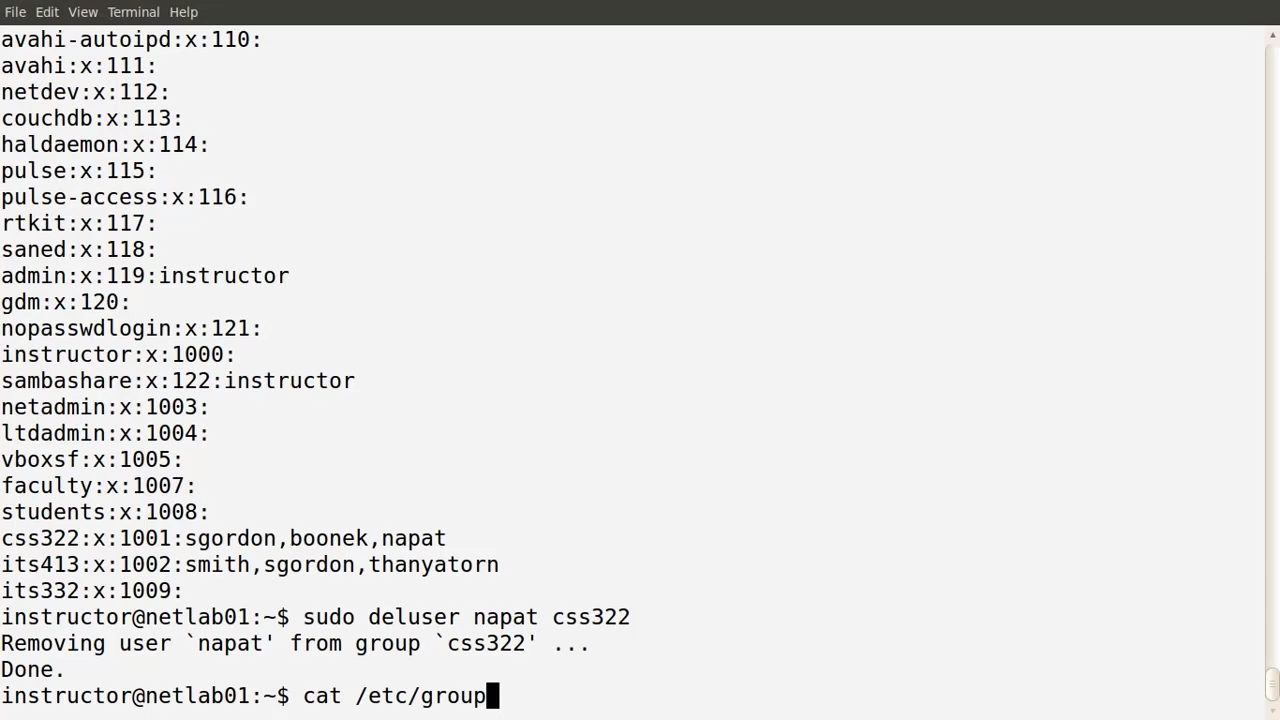 File Edit View Terminal Help
avahi-autoipd:x:110:
avahi:x:111:
netdev:x:112:
couchdb:x:113:
haldaemon:x:114:
pulse:x:115:
pulse-access:x:116:
rtkit:x:117:
saned:x:118:
admin:x:119:instructor
gdm:x:120:
nopasswdlogin:x:121:
instructor:x:1000:
sambashare:x:122:instructor
netadmin:x:1003:
ltdadmin:x:1004:
vboxsf:x:1005:
faculty:x:1007:
students:x:1008:
css322:x:1001:sgordon,boonek,napat
its413:x:1002:smith,sgordon,thanyatorn
its332:x:1009:
instructor@netlab01:~$ sudo deluser napat css322
Removing user `napat' from group `css322' ...
Done.
instructor@netlab01:~$ cat /etc/group